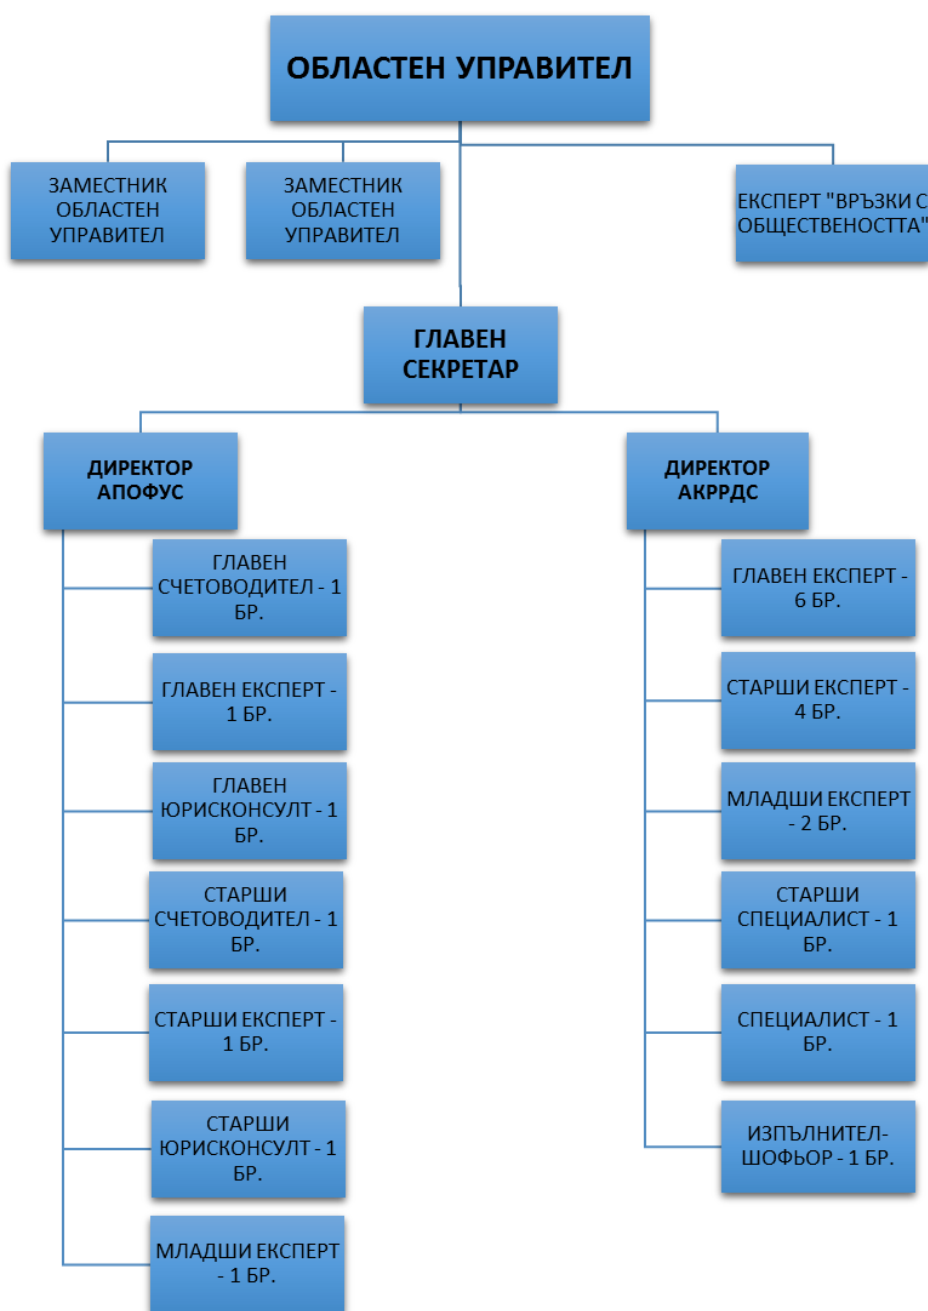 ОБЛАСТЕН УПРАВИТЕЛ
ЗАМЕСТНИК
ОБЛАСТЕН
УПРАВИТЕЛ
ЗАМЕСТНИК
ОБЛАСТЕН
УПРАВИТЕЛ
ЕКСПЕРТ "ВРЪЗКИ С
ОБЩЕСТВЕНОСТТА"
ГЛАВЕН
СЕКРЕТАР
ДИРЕКТОР
АПОФУС
ГЛАВЕН
СЧЕТОВОДИТЕЛ - 1
БР.
ГЛАВЕН ЕКСПЕРТ -
1 БР.
ГЛАВЕН
ЮРИСКОНСУЛТ - 1
БР.
СТАРШИ
СЧЕТОВОДИТЕЛ - 1
БР.
СТАРШИ ЕКСПЕРТ -
1 БР.
СТАРШИ
ЮРИСКОНСУЛТ - 1
БР.
МЛАДШИ ЕКСПЕРТ
- 1 БР.
ДИРЕКТОР
АКРРДС
ГЛАВЕН ЕКСПЕРТ -
6 БР.
СТАРШИ ЕКСПЕРТ -
4 БР.
МЛАДШИ ЕКСПЕРТ
- 2 БР.
СТАРШИ
СПЕЦИАЛИСТ - 1
БР.
СПЕЦИАЛИСТ - 1
БР.
ИЗПЪЛНИТЕЛ-
ШОФЬОР - 1 БР.